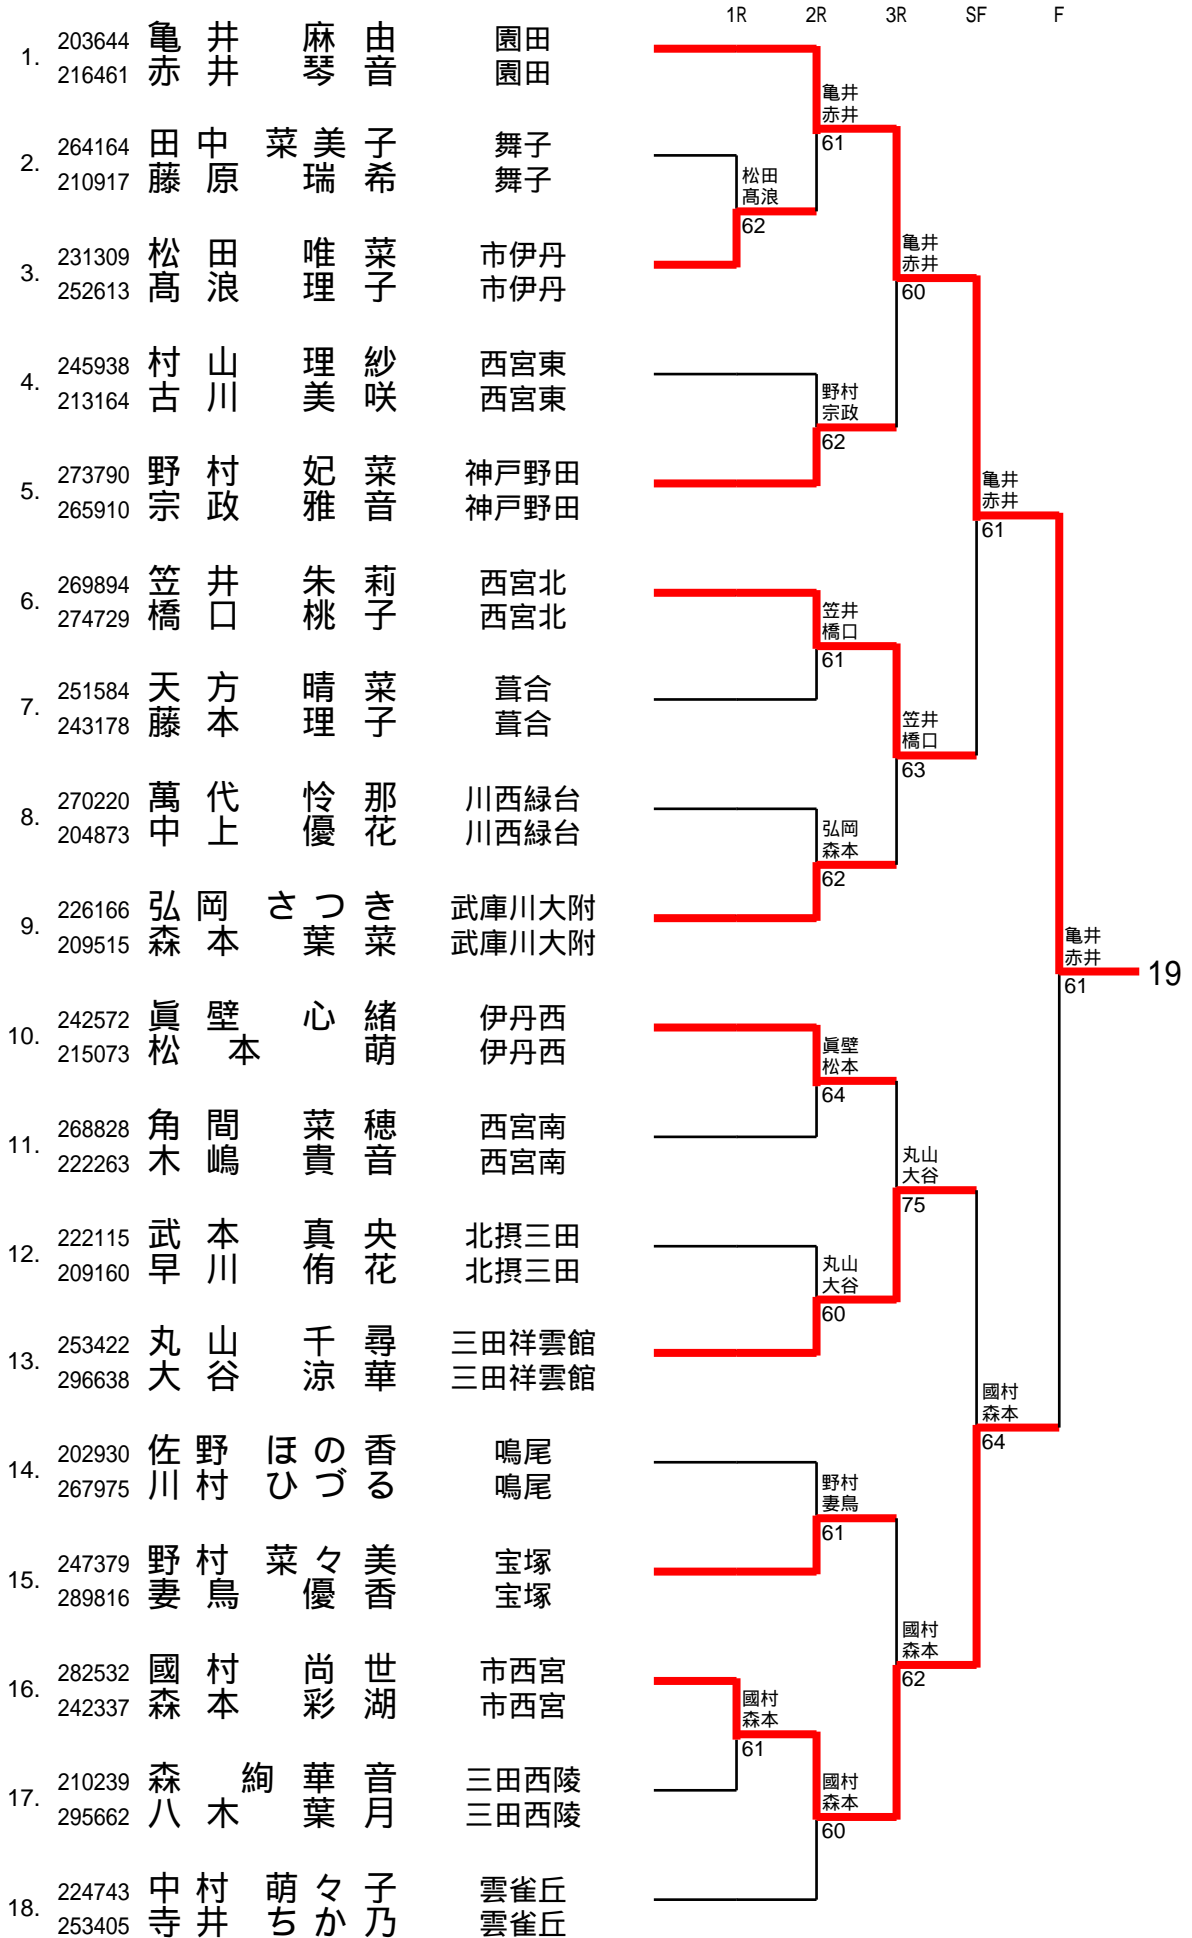 1R 2R 3R SF F
1. 203644 亀井 麻由 園田
216461 赤井 琴音 園田
2. 264164 田中 菜美子 舞子
210917 藤原 瑞希 舞子
3. 231309 松田 唯菜 市伊丹
252613 髙浪 理子 市伊丹
4. 245938 村山 理紗 西宮東
213164 古川 美咲 西宮東
5. 273790 野村 妃菜 神戸野田
265910 宗政 雅音 神戸野田
6. 269894 笠井 朱莉 西宮北
274729 橋口 桃子 西宮北
7. 251584 天方 晴菜 葺合
243178 藤本 理子 葺合
8. 270220 萬代 怜那 川西緑台
204873 中上 優花 川西緑台
9. 226166 弘岡 さつき 武庫川大附
209515 森本 葉菜 武庫川大附
10. 242572 眞壁 心緒 伊丹西
215073 松本 萌 伊丹西
11. 268828 角間 菜穂 西宮南
222263 木嶋 貴音 西宮南
12. 222115 武本 真央 北摂三田
209160 早川 侑花 北摂三田
13. 253422 丸山 千尋 三田祥雲館
296638 大谷 涼華 三田祥雲館
14. 202930 佐野 ほの香 鳴尾
267975 川村 ひづる 鳴尾
15. 247379 野村 菜々美 宝塚
289816 妻鳥 優香 宝塚
16. 282532 國村 尚世 市西宮
242337 森本 彩湖 市西宮
17. 210239 森 絢華音 三田西陵
295662 八木 葉月 三田西陵
18. 224743 中村 萌々子 雲雀丘
253405 寺井 ちか乃 雲雀丘
松田
髙浪
62
國村
森本
61
亀井
赤井
61
野村
宗政
62
笠井
橋口
61
弘岡
森本
62
眞壁
松本
64
丸山
大谷
60
野村
妻鳥
61
國村
森本
60
亀井
赤井
60
笠井
橋口
63
丸山
大谷
75
國村
森本
62
亀井
赤井
61
國村
森本
64
亀井
赤井
61
19